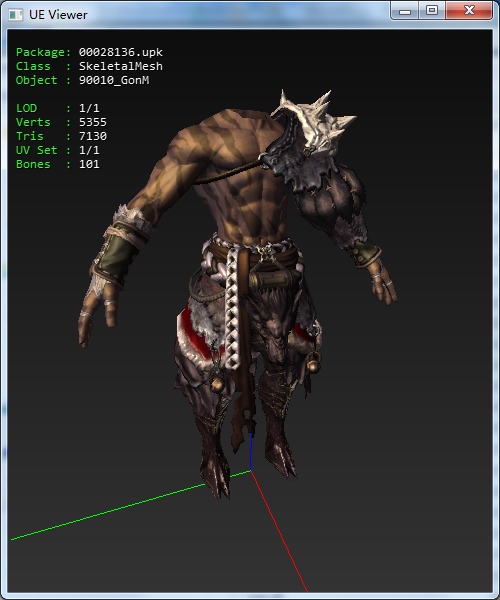 UE Viewer
Package: 00028136.upk
Class : SkeletalMesh
Object : 90010_GonM
LOD : 1/1
Verts : 5355
Tris : 7130
UV Set : 1/1
Bones : 101